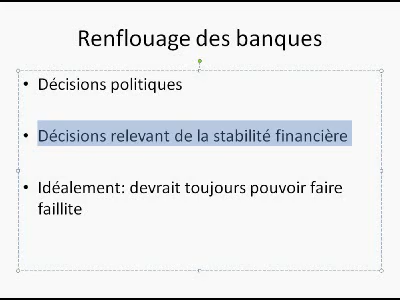 Renflouage des banques
• Décisions politiques
• Décisions relevant de la stabilité financière
• Idéalement: devrait toujours pouvoir faire
faillite